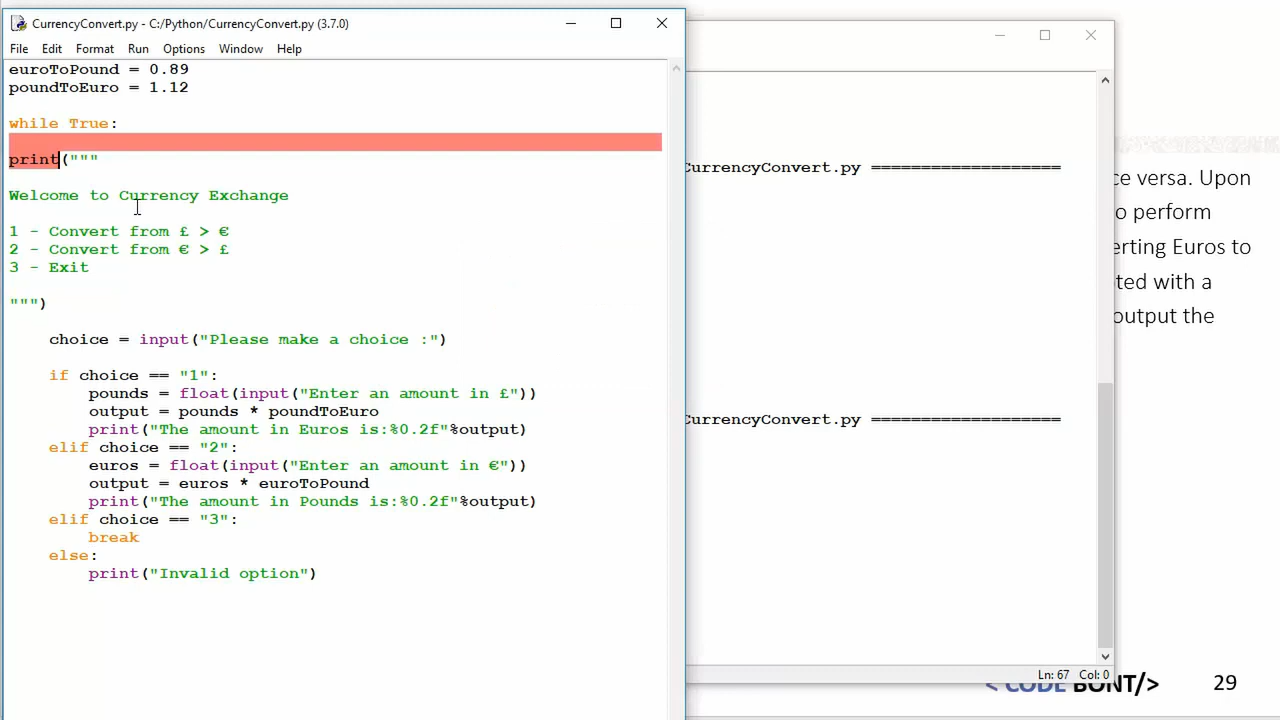 CurrencyConvert.py - C:/Python/CurrencyConvert.py (3.7.0)
File Edit Format Run Options Window Help
euroToPound = 0.89
poundToEuro = 1.12
while True:
print("""
Welcome to Currency Exchange
1 - Convert from £ > €
2 - Convert from € > £
3 - Exit
""")
choice = input("Please make a choice :")
if choice == "1":
pounds = float(input("Enter an amount in £"))
output = pounds * poundToEuro
print("The amount in Euros is:%0.2f"%output)
elif choice == "2":
euros = float(input("Enter an amount in €"))
output = euros * euroToPound
print("The amount in Pounds is:%0.2f"%output)
elif choice == "3":
break
else:
print("Invalid option")
CurrencyConvert.py ===================
CurrencyConvert.py ===================
Ln: 67 Col: 0
ce versa. Upon
o perform
erting Euros to
ted with a
output the
< CODE BONT/>
29